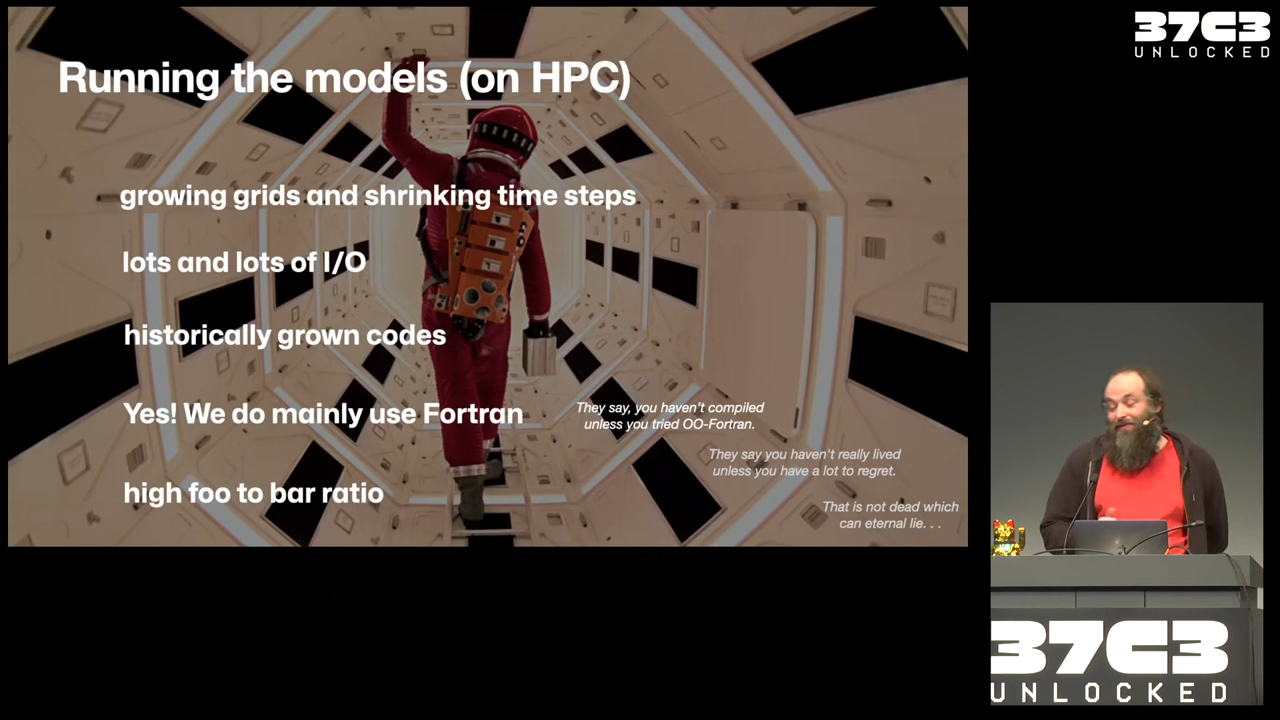 37C3
UNLOCKED
Running the models (on HPC)
growing grids and shrinking time steps
lots and lots of I/O
historically grown codes
Yes! We do mainly use Fortran
They say, you haven't compiled
unless you tried OO-Fortran.
They say you haven't really lived
unless you have a lot to regret.
high foo to bar ratio
That is not dead which
can eternal lie. . .
37C3
UNLOCKED